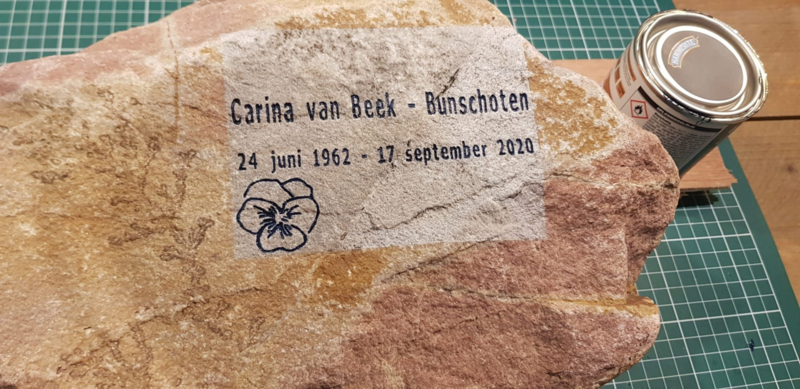 Carina van Beek - Bunschoten
24 juni 1962 - 17 september 2020